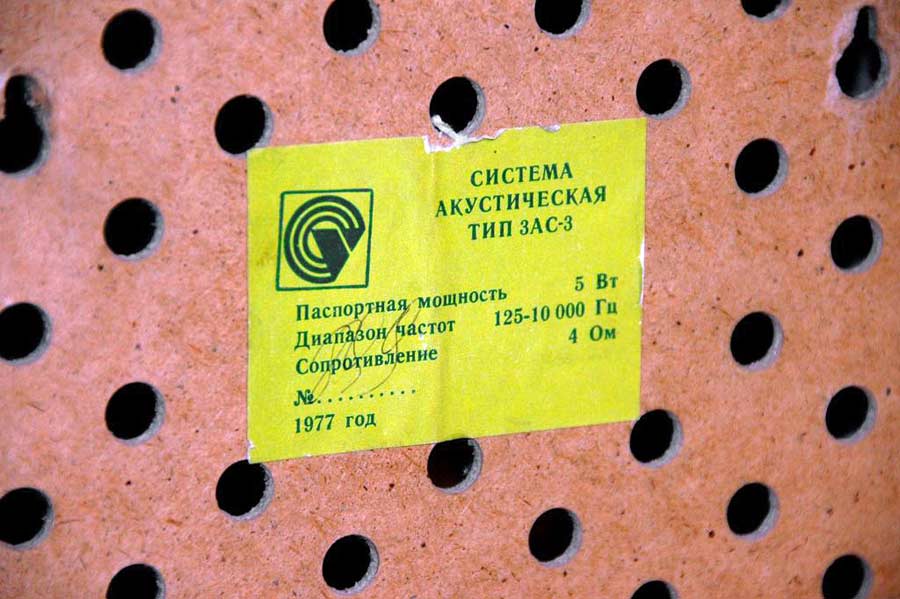 СИСТЕМА
АКУСТИЧЕСКАЯ
ТИП 3АС-3
Паспортная мощность 5 Вт
Диапазон частот 125-10 000 Гц
Сопротивление 4 Ом
№..........
1977 год